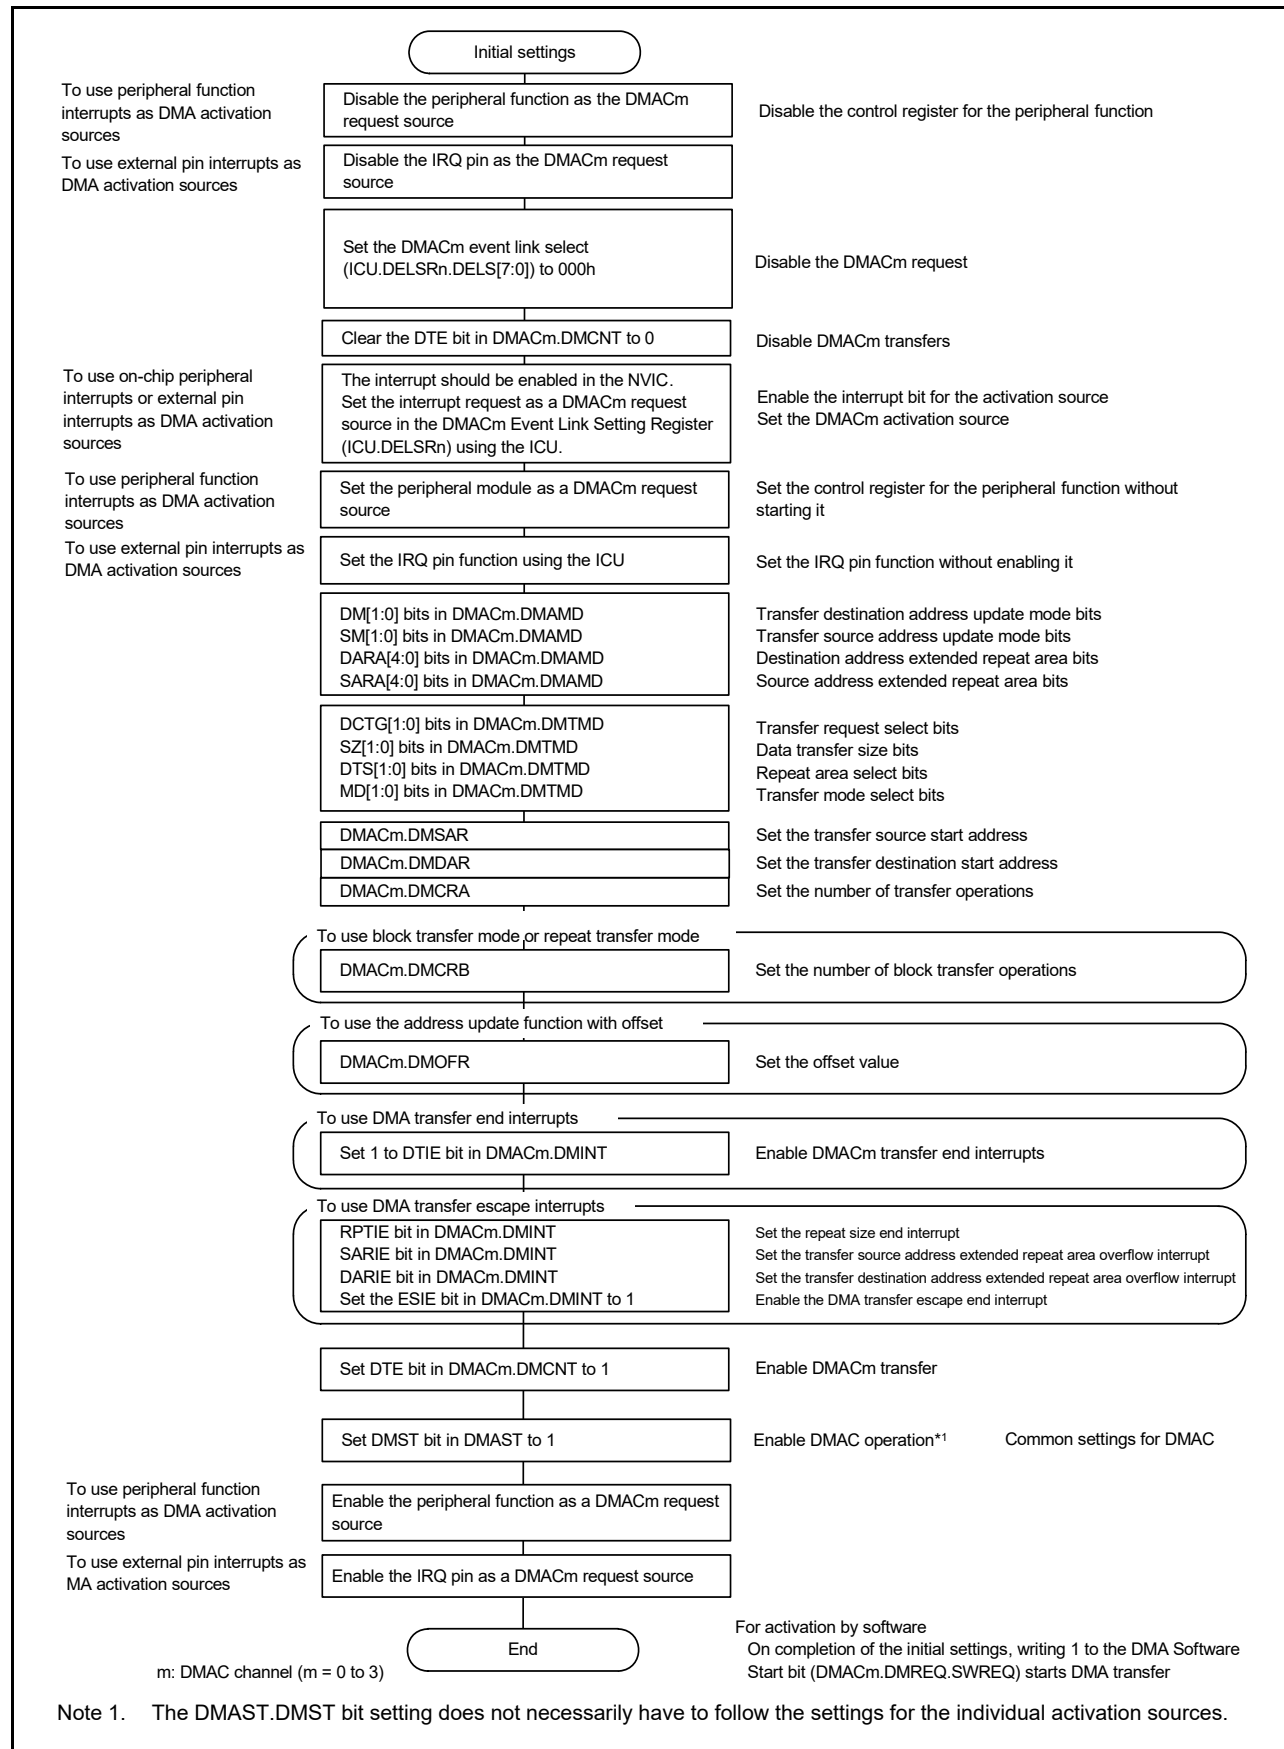 Initial settings
To use peripheral function
interrupts as DMA activation
sources
Disable the peripheral function as the DMACm
request source
Disable the control register for the peripheral function
To use external pin interrupts as
DMA activation sources
Disable the IRQ pin as the DMACm request
source
Set the DMACm event link select
(ICU.DELSRn.DELS[7:0]) to 000h
Disable the DMACm request
Clear the DTE bit in DMACm.DMCNT to 0
Disable DMACm transfers
To use on-chip peripheral
interrupts or external pin
interrupts as DMA activation
sources
The interrupt should be enabled in the NVIC.
Set the interrupt request as a DMACm request
source in the DMACm Event Link Setting Register
(ICU.DELSRn) using the ICU.
Enable the interrupt bit for the activation source
Set the DMACm activation source
To use peripheral function
interrupts as DMA activation
sources
Set the peripheral module as a DMACm request
source
Set the control register for the peripheral function without
starting it
To use external pin interrupts as
DMA activation sources
Set the IRQ pin function using the ICU
Set the IRQ pin function without enabling it
DM[1:0] bits in DMACm.DMAMD
SM[1:0] bits in DMACm.DMAMD
DARA[4:0] bits in DMACm.DMAMD
SARA[4:0] bits in DMACm.DMAMD
Transfer destination address update mode bits
Transfer source address update mode bits
Destination address extended repeat area bits
Source address extended repeat area bits
DCTG[1:0] bits in DMACm.DMTMD
SZ[1:0] bits in DMACm.DMTMD
DTS[1:0] bits in DMACm.DMTMD
MD[1:0] bits in DMACm.DMTMD
Transfer request select bits
Data transfer size bits
Repeat area select bits
Transfer mode select bits
DMACm.DMSAR
Set the transfer source start address
DMACm.DMDAR
Set the transfer destination start address
DMACm.DMCRA
Set the number of transfer operations
To use block transfer mode or repeat transfer mode
DMACm.DMCRB
Set the number of block transfer operations
To use the address update function with offset
DMACm.DMOFR
Set the offset value
To use DMA transfer end interrupts
Set 1 to DTIE bit in DMACm.DMINT
Enable DMACm transfer end interrupts
To use DMA transfer escape interrupts
RPTIE bit in DMACm.DMINT
SARIE bit in DMACm.DMINT
DARIE bit in DMACm.DMINT
Set the ESIE bit in DMACm.DMINT to 1
Set the repeat size end interrupt
Set the transfer source address extended repeat area overflow interrupt
Set the transfer destination address extended repeat area overflow interrupt
Enable the DMA transfer escape end interrupt
Set DTE bit in DMACm.DMCNT to 1
Enable DMACm transfer
Set DMST bit in DMAST to 1
Enable DMAC operation*1
Common settings for DMAC
To use peripheral function
interrupts as DMA activation
sources
Enable the peripheral function as a DMACm request
source
To use external pin interrupts as
MA activation sources
Enable the IRQ pin as a DMACm request source
End
For activation by software
On completion of the initial settings, writing 1 to the DMA Software
Start bit (DMACm.DMREQ.SWREQ) starts DMA transfer
m: DMAC channel (m = 0 to 3)
Note 1. The DMAST.DMST bit setting does not necessarily have to follow the settings for the individual activation sources.